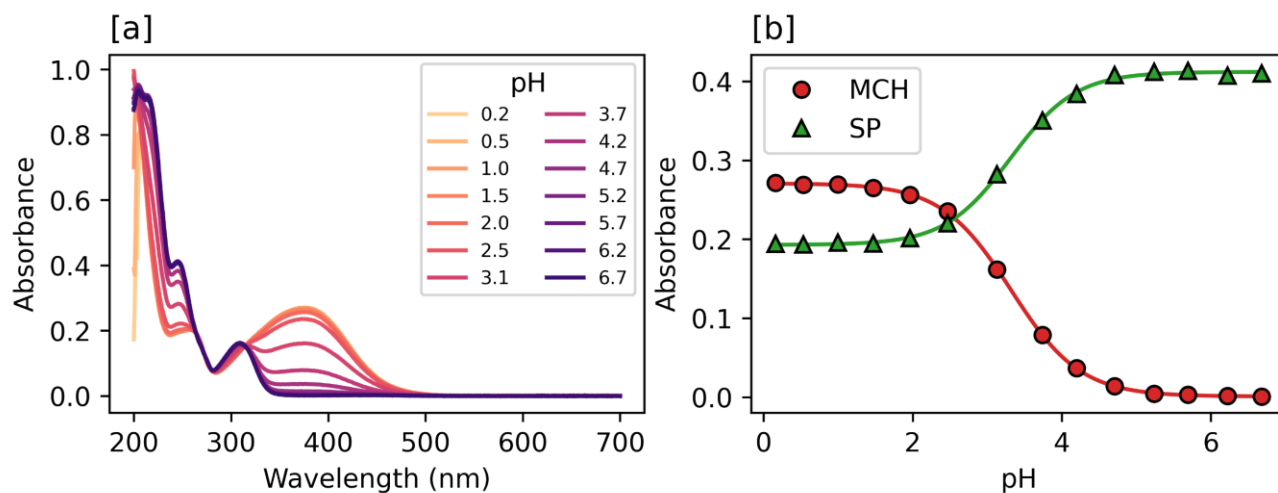 [a]
Absorbance
1.0
0.8
0.6
0.4
0.2
0.0
pH
0.2 3.7
0.5 4.2
1.0 4.7
1.5 5.2
2.0 5.7
2.5 6.2
3.1 6.7
200 300 400 500 600 700
Wavelength (nm)
[b]
Absorbance
0.4
0.3
0.2
0.1
0.0
MCH
SP
0 2 4 6
pH